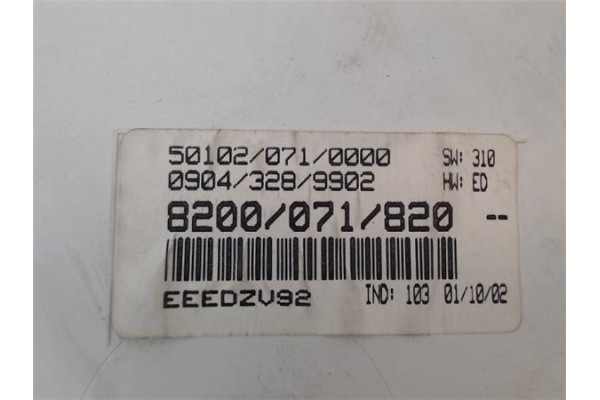 50102/071/0000 SW: 310
0904/328/9902 HW: ED
8200/071/820 --
EEEDZV92 IND: 103 01/10/02